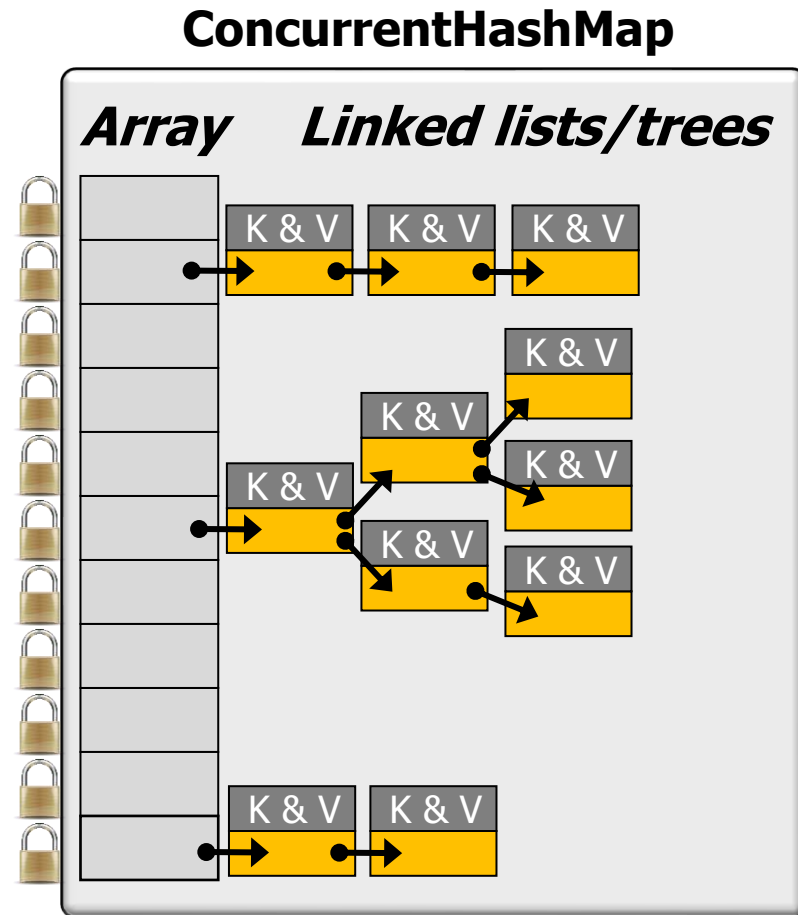 ConcurrentHashMap
Array Linked lists/trees
K & V K & V K & V
K & V
K & V
K & V
K & V
K & V
K & V
K & V K & V